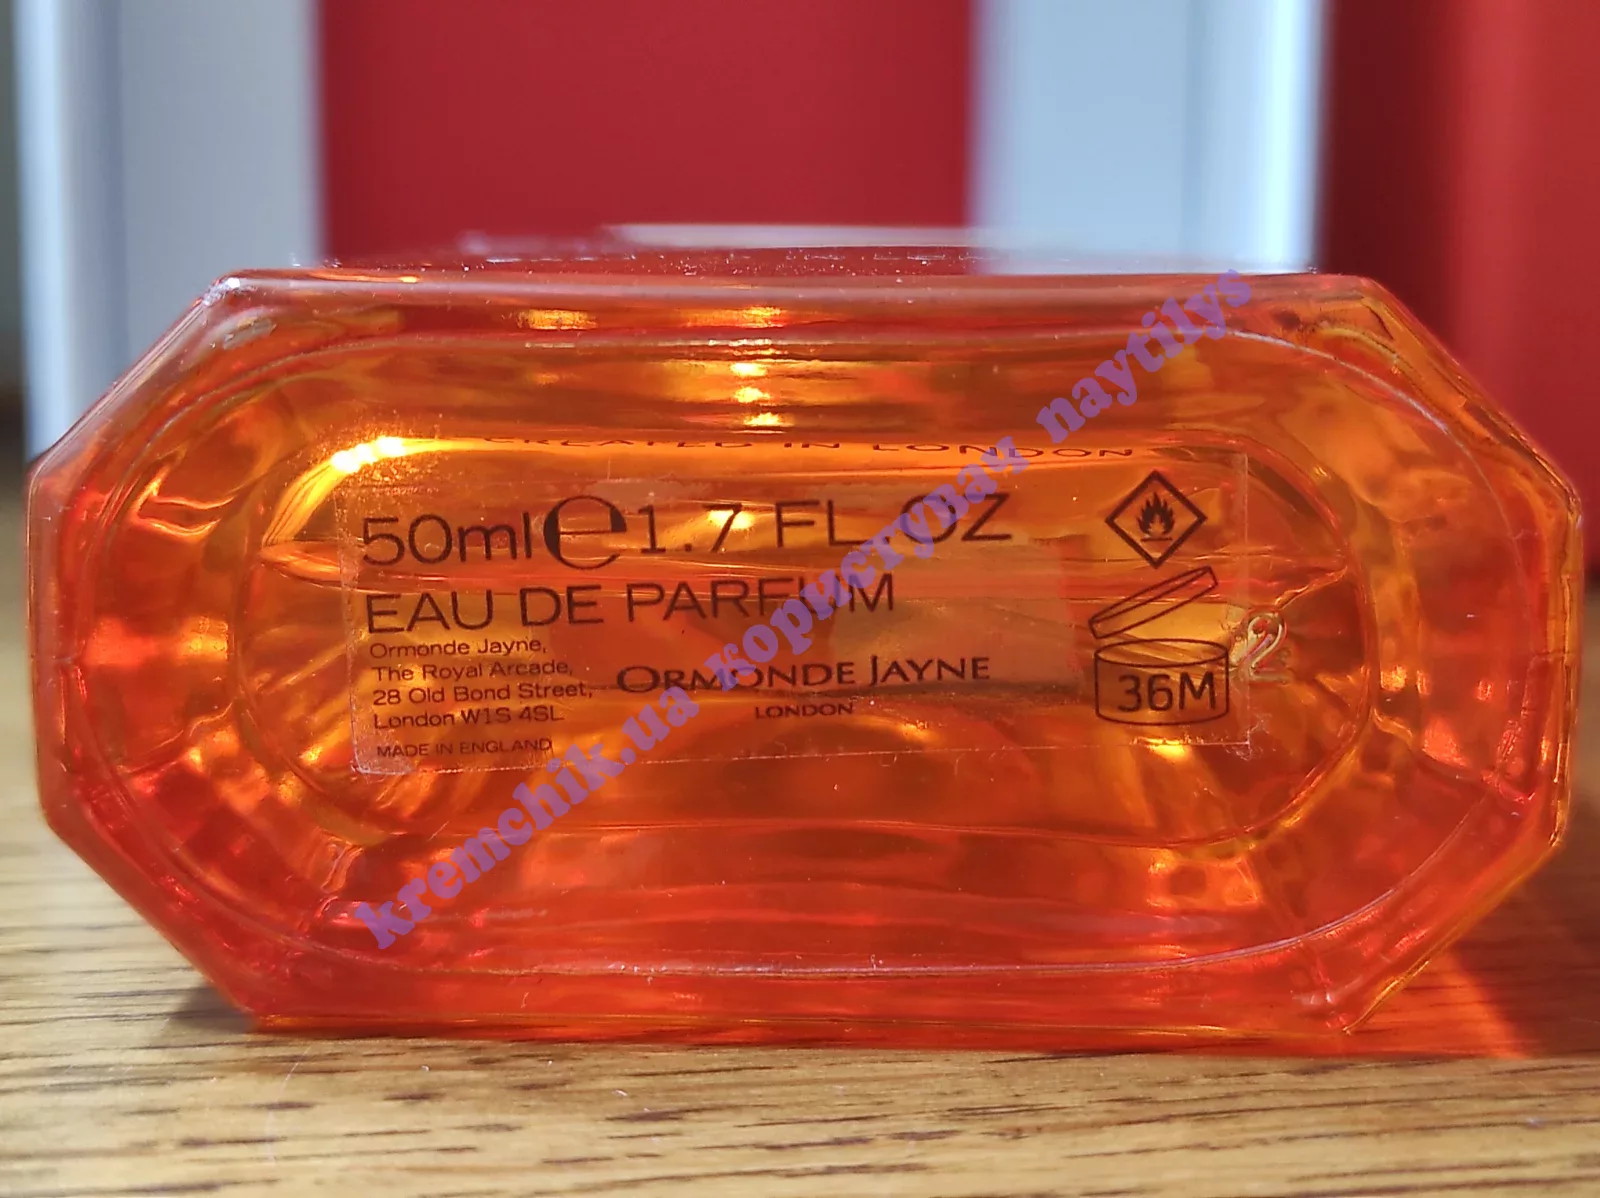 CREATED IN LONDON
50ml e 1.7 FL OZ
EAU DE PARFUM
Ormonde Jayne,
The Royal Arcade,
28 Old Bond Street,
London W1S 4SL
MADE IN ENGLAND
ORMONDE JAYNE
LONDON
36M
2
kremchik.ua користувач naytilys